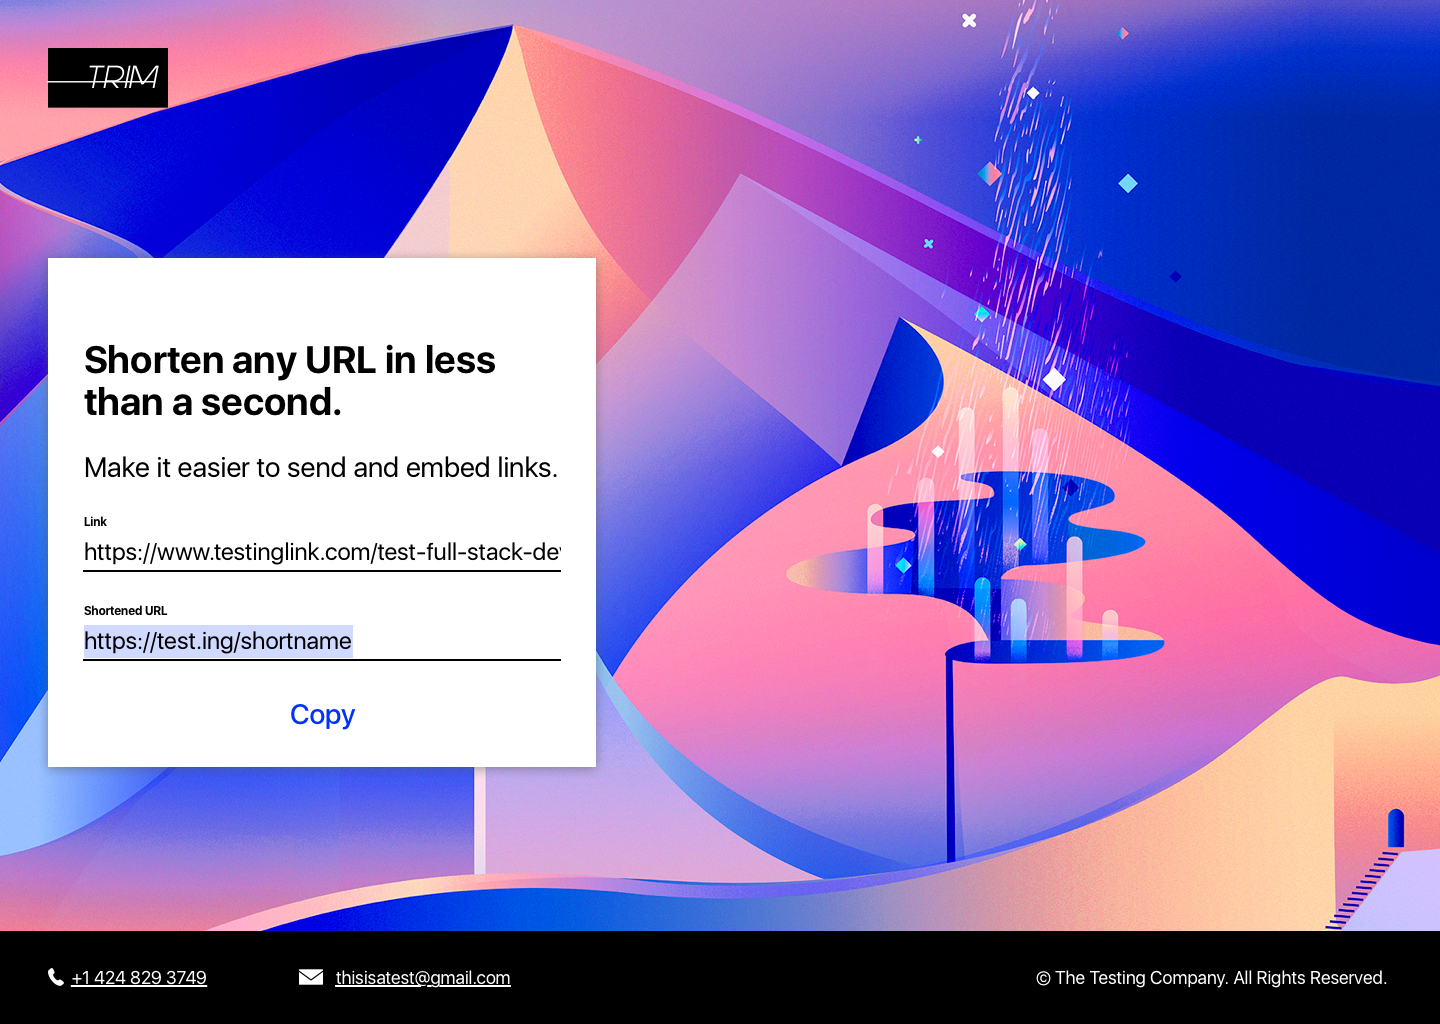 TRIM
Shorten any URL in less
than a second.
Make it easier to send and embed links.
Link
https://www.testinglink.com/test-full-stack-de
Shortened URL
https://test.ing/shortname
Copy
+1 424 829 3749
thisisatest@gmail.com
© The Testing Company. All Rights Reserved.